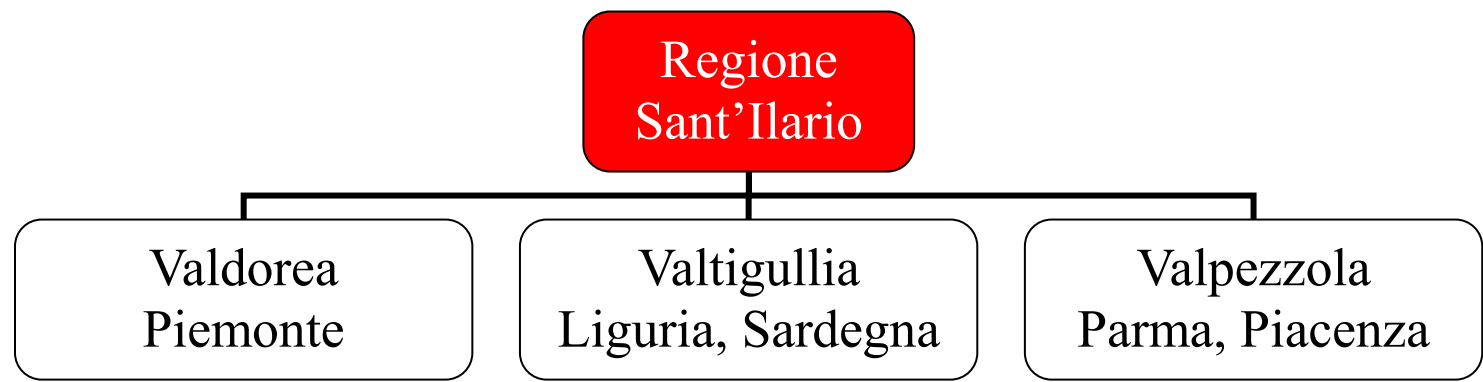 Regione
Sant’Ilario
Valdorea
Piemonte
Valtigullia
Liguria, Sardegna
Valpezzola
Parma, Piacenza